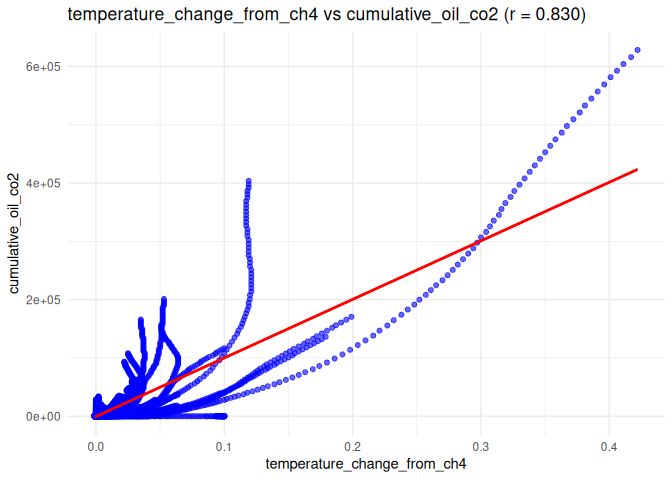 temperature_change_from_ch4 vs cumulative_oil_co2 (r = 0.830)
cumulative_oil_co2
6e+05
4e+05
2e+05
0e+00
0.0 0.1 0.2 0.3 0.4
temperature_change_from_ch4